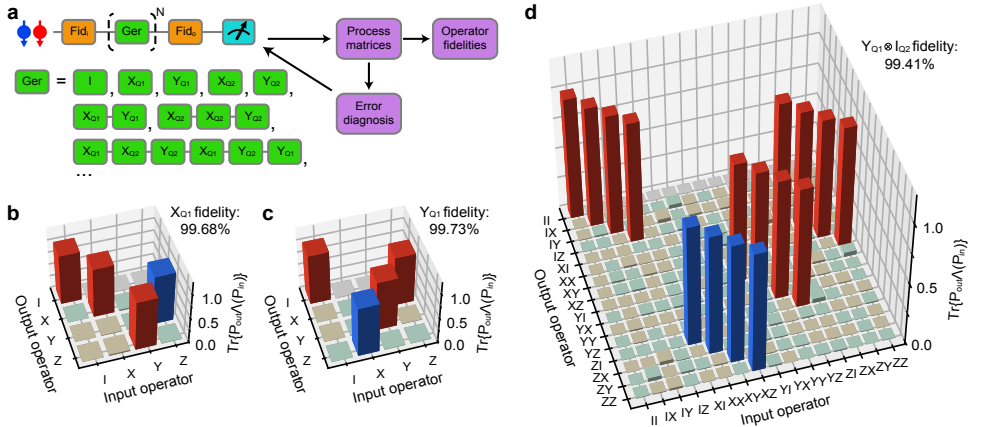 a
Fidᵢ
Ger
N
Fidₒ
Process matrices
Operator fidelities
Error diagnosis
Ger = I , X_Q1 , Y_Q1 , X_Q2 , Y_Q2 ,
X_Q1 Y_Q1 , X_Q2 X_Q2 Y_Q2 ,
X_Q1 X_Q2 Y_Q2 X_Q1 Y_Q2 Y_Q1 ,
...
b
X_Q1 fidelity:
99.68%
Tr{P_outΛ(P_in)}
1.0
0.5
0.0
Output operator
I
X
Y
Z
I
X
Y
Z
Input operator
c
Y_Q1 fidelity:
99.73%
Tr{P_outΛ(P_in)}
1.0
0.5
0.0
Output operator
I
X
Y
Z
I
X
Y
Z
Input operator
d
Y_Q1⊗I_Q2 fidelity:
99.41%
Tr{P_outΛ(P_in)}
1.0
0.5
0.0
Output operator
II
IX
IY
IZ
XI
XX
XY
XZ
YI
YX
YY
YZ
ZI
ZX
ZY
ZZ
II IX IY IZ XI XX XY XZ YI YX YY YZ ZI ZX ZY ZZ
Input operator